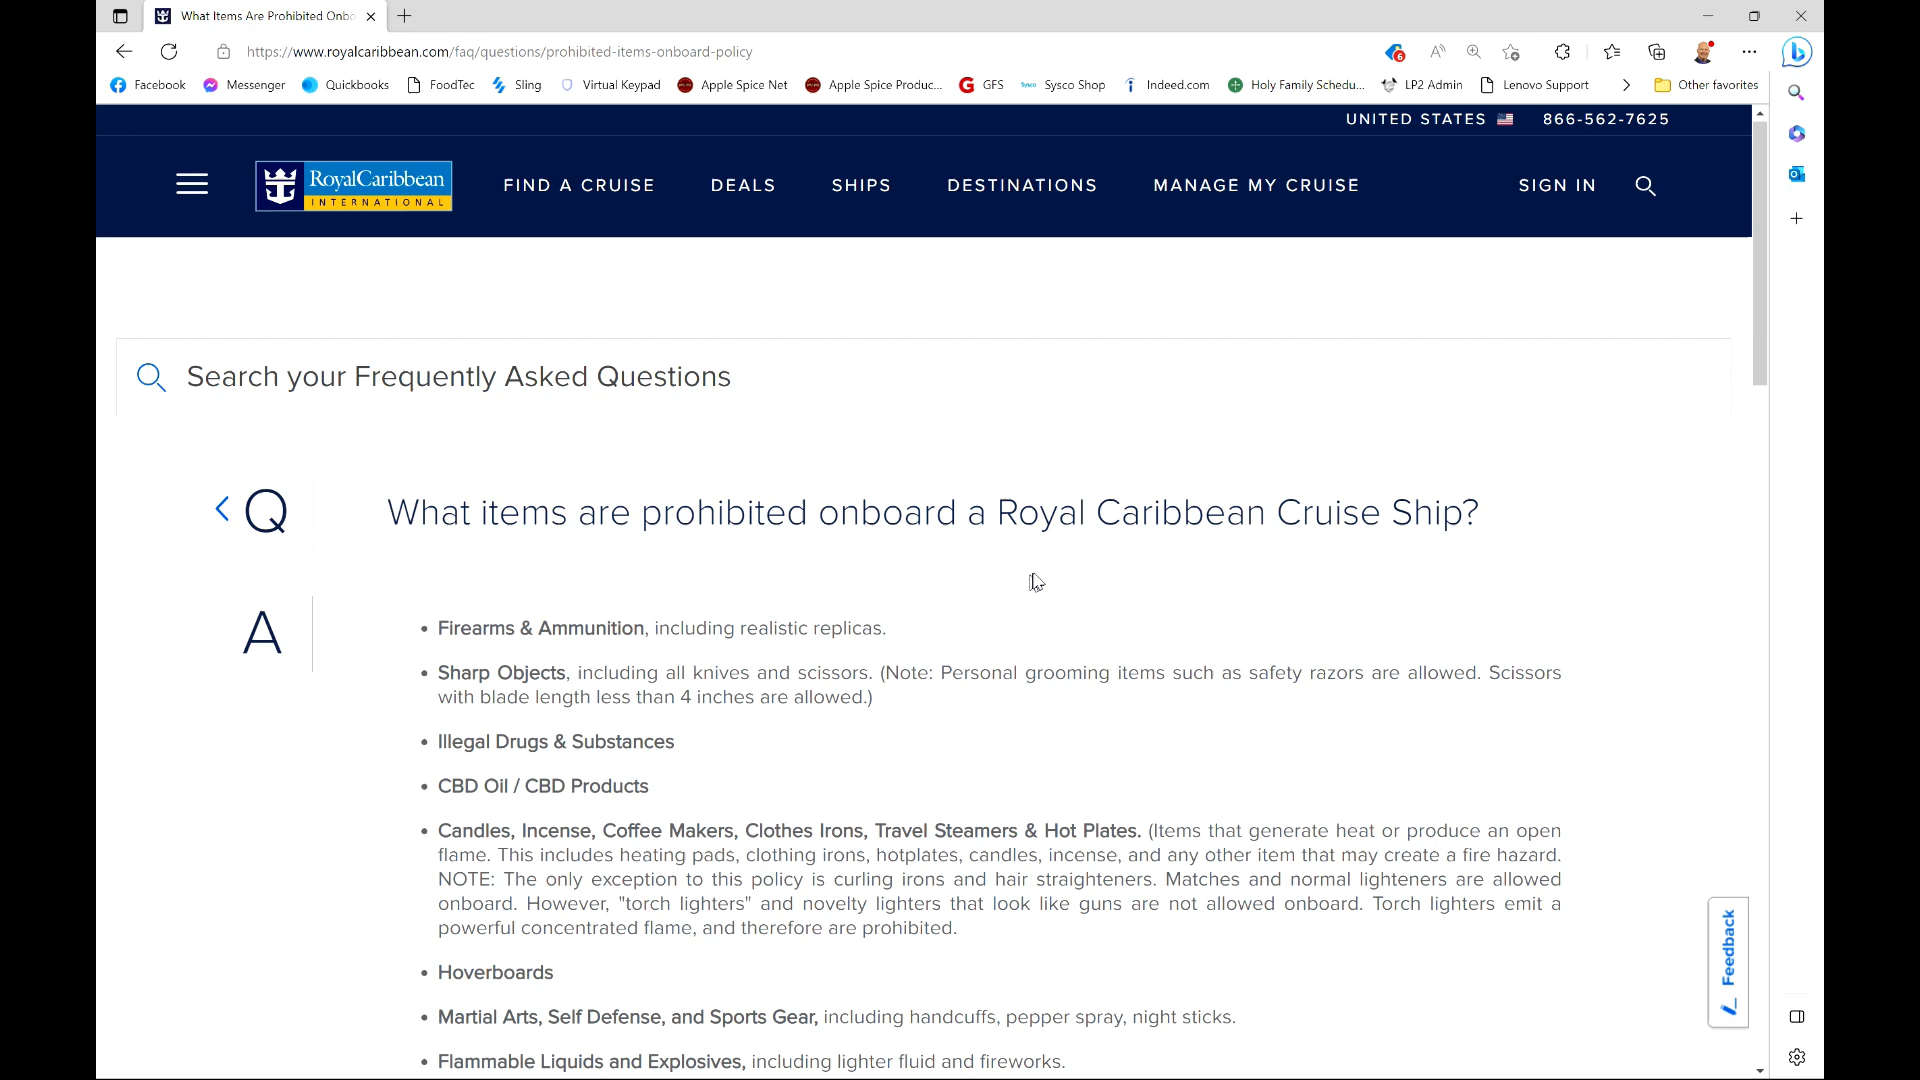 What Items Are Prohibited Onbo
https://www.royalcaribbean.com/faq/questions/prohibited-items-onboard-policy
6
Facebook Messenger Quickbooks FoodTec Sling Virtual Keypad Apple Spice Net Apple Spice Produc... GFS Sysco Sysco Shop Indeed.com Holy Family Schedu... LP2 Admin Lenovo Support Other favorites
UNITED STATES 866-562-7625
RoyalCaribbean
INTERNATIONAL
FIND A CRUISE DEALS SHIPS DESTINATIONS MANAGE MY CRUISE SIGN IN
Search your Frequently Asked Questions
Q What items are prohibited onboard a Royal Caribbean Cruise Ship?
A
• Firearms & Ammunition, including realistic replicas.
• Sharp Objects, including all knives and scissors. (Note: Personal grooming items such as safety razors are allowed. Scissors
with blade length less than 4 inches are allowed.)
• Illegal Drugs & Substances
• CBD Oil / CBD Products
• Candles, Incense, Coffee Makers, Clothes Irons, Travel Steamers & Hot Plates. (Items that generate heat or produce an open
flame. This includes heating pads, clothing irons, hotplates, candles, incense, and any other item that may create a fire hazard.
NOTE: The only exception to this policy is curling irons and hair straighteners. Matches and normal lighteners are allowed
onboard. However, "torch lighters" and novelty lighters that look like guns are not allowed onboard. Torch lighters emit a
powerful concentrated flame, and therefore are prohibited.
• Hoverboards
• Martial Arts, Self Defense, and Sports Gear, including handcuffs, pepper spray, night sticks.
• Flammable Liquids and Explosives, including lighter fluid and fireworks.
Feedback